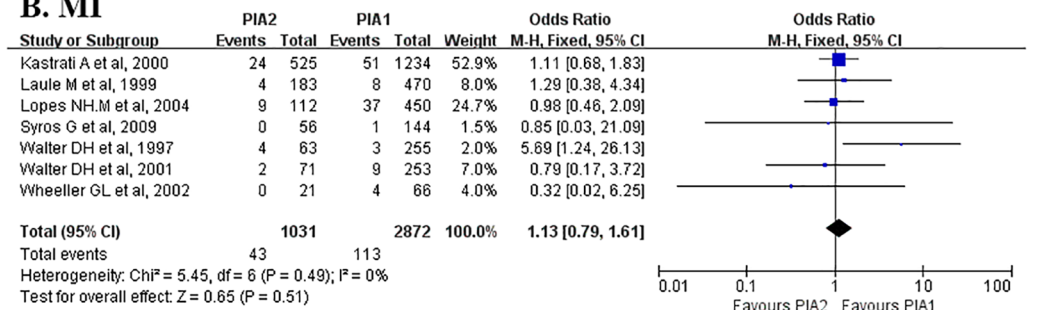 B. MI
PIA2 PIA1 Odds Ratio Odds Ratio
Study or Subgroup Events Total Events Total Weight M-H, Fixed, 95% CI M-H, Fixed, 95% CI
Kastrati A et al, 2000 24 525 51 1234 52.9% 1.11 [0.68, 1.83]
Laule M et al, 1999 4 183 8 470 8.0% 1.29 [0.38, 4.34]
Lopes NH.M et al, 2004 9 112 37 450 24.7% 0.98 [0.46, 2.09]
Syros G et al, 2009 0 56 1 144 1.5% 0.85 [0.03, 21.09]
Walter DH et al, 1997 4 63 3 255 2.0% 5.69 [1.24, 26.13]
Walter DH et al, 2001 2 71 9 253 7.0% 0.79 [0.17, 3.72]
Wheeller GL et al, 2002 0 21 4 66 4.0% 0.32 [0.02, 6.25]
Total (95% CI) 1031 2872 100.0% 1.13 [0.79, 1.61]
Total events 43 113
Heterogeneity: Chi² = 5.45, df = 6 (P = 0.49); I² = 0%
Test for overall effect: Z = 0.65 (P = 0.51)
0.01 0.1 1 10 100
Favours PIA2 Favours PIA1